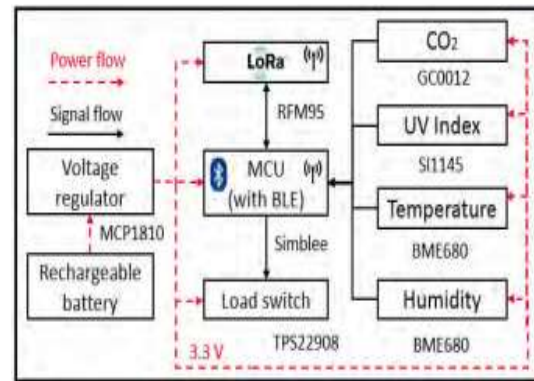 Power flow
Signal flow
Voltage
regulator
MCP1810
Rechargeable
battery
LoRa
RFM95
MCU
(with BLE)
Simblee
Load switch
TPS22908
3.3 V
CO₂
GC0012
UV Index
SI1145
Temperature
BME680
Humidity
BME680